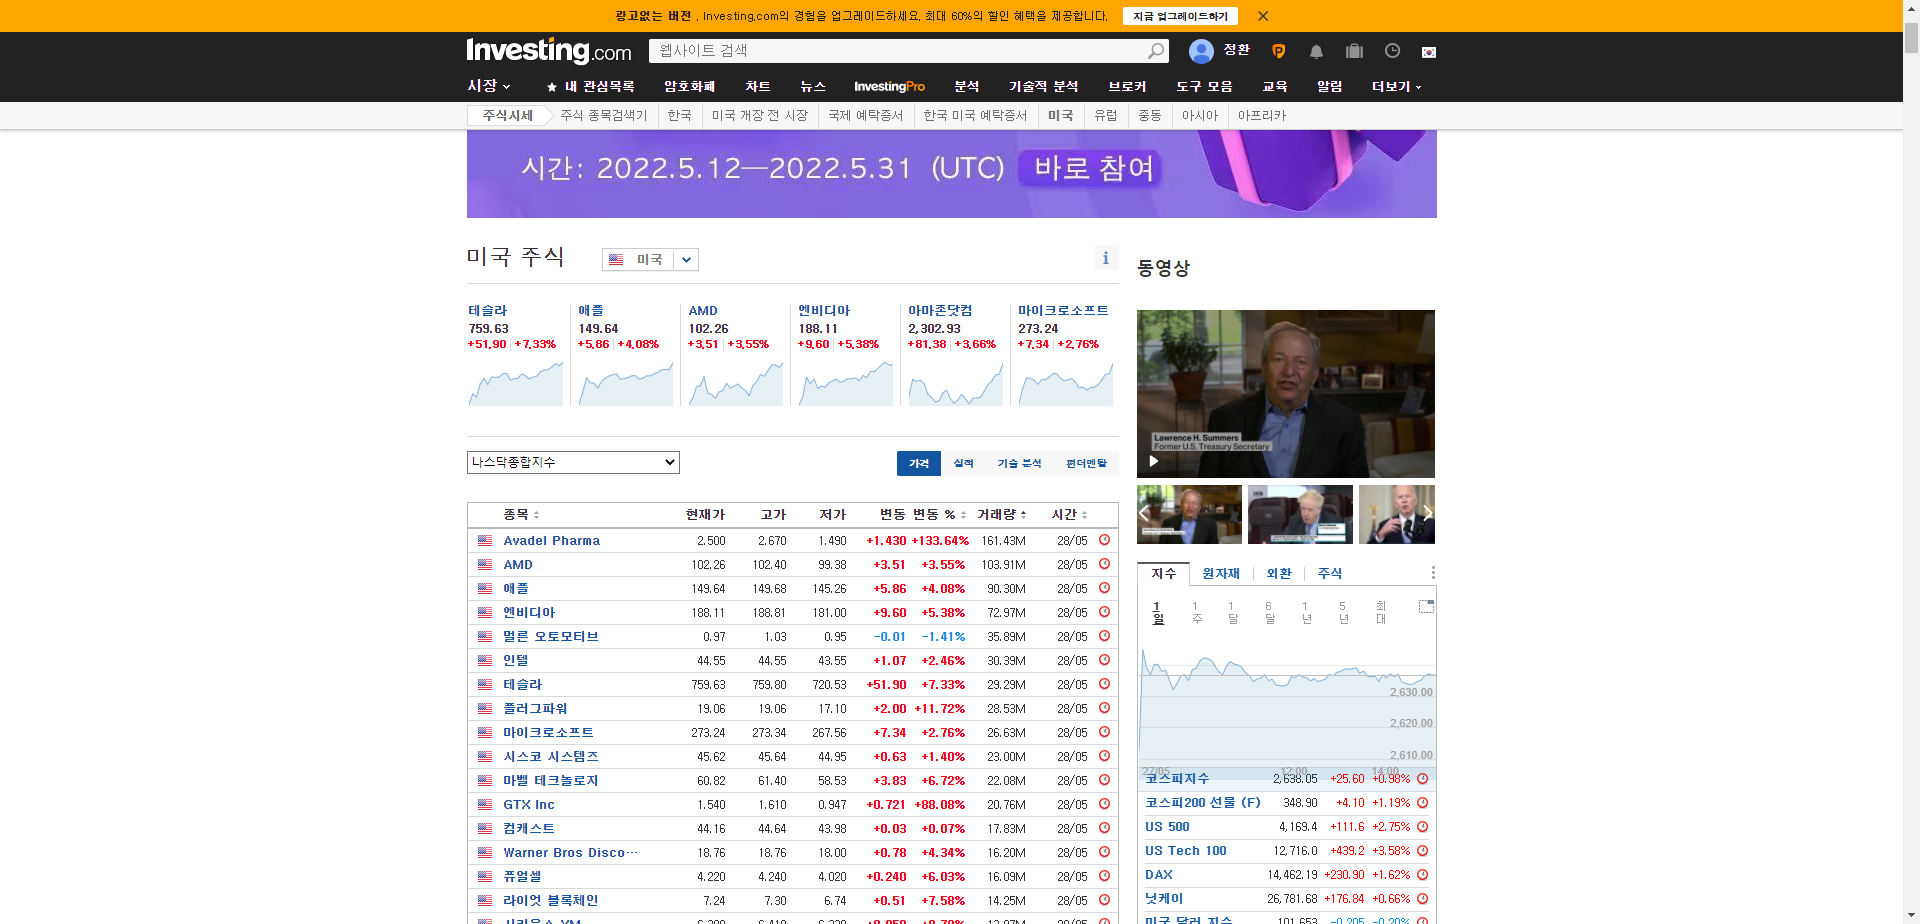 광고없는 버전 . Investing.com의 경험을 업그레이드하세요. 최대 60%의 할인 혜택을 제공합니다. 지금 업그레이드하기
Investing.com 웹사이트 검색 정환
시장 내 관심목록 암호화폐 차트 뉴스 InvestingPro 분석 기술적 분석 브로커 도구 모음 교육 알림 더보기
주식시세 주식 종목검색기 한국 미국 개장 전 시장 국제 예탁증서 한국 미국 예탁증서 미국 유럽 중동 아시아 아프리카
시간: 2022.5.12—2022.5.31 (UTC) 바로 참여
미국 주식 미국 i
테슬라 애플 AMD 엔비디아 아마존닷컴 마이크로소프트
759.63 149.64 102.26 188.11 2,302.93 273.24
+51.90 +7.33% +5.86 +4.08% +3.51 +3.55% +9.60 +5.38% +81.38 +3.66% +7.34 +2.76%
나스닥종합지수 가격 실적 기술 분석 펀더멘탈
종목 현재가 고가 저가 변동 변동 % 거래량 시간
Avadel Pharma 2.500 2.670 1.490 +1.430 +133.64% 161.43M 28/05
AMD 102.26 102.40 99.38 +3.51 +3.55% 103.91M 28/05
애플 149.64 149.68 145.26 +5.86 +4.08% 90.30M 28/05
엔비디아 188.11 188.81 181.00 +9.60 +5.38% 72.97M 28/05
멀른 오토모티브 0.97 1.03 0.95 -0.01 -1.41% 35.89M 28/05
인텔 44.55 44.55 43.55 +1.07 +2.46% 30.39M 28/05
테슬라 759.63 759.80 720.53 +51.90 +7.33% 29.29M 28/05
플러그파워 19.06 19.06 17.10 +2.00 +11.72% 28.53M 28/05
마이크로소프트 273.24 273.34 267.56 +7.34 +2.76% 26.63M 28/05
시스코 시스템즈 45.62 45.64 44.95 +0.63 +1.40% 23.00M 28/05
마벨 테크놀로지 60.82 61.40 58.53 +3.83 +6.72% 22.08M 28/05
GTX Inc 1.540 1.610 0.947 +0.721 +88.08% 20.76M 28/05
컴캐스트 44.16 44.64 43.98 +0.03 +0.07% 17.83M 28/05
Warner Bros Disco… 18.76 18.76 18.00 +0.78 +4.34% 16.20M 28/05
퓨얼셀 4.220 4.240 4.020 +0.240 +6.03% 16.09M 28/05
라이엇 블록체인 7.24 7.30 6.74 +0.51 +7.58% 14.25M 28/05
동영상
Lawrence H. Summers
Former U.S. Treasury Secretary
지수 원자재 외환 주식
1일 1주 1달 6달 1년 5년 최대
2,630.00
2,620.00
2,610.00
27/05 12:00 14:00
코스피지수 2,638.05 +25.60 +0.98%
코스피200 선물 (F) 348.90 +4.10 +1.19%
US 500 4,169.4 +111.6 +2.75%
US Tech 100 12,716.0 +439.2 +3.58%
DAX 14,462.19 +230.90 +1.62%
닛케이 26,781.68 +176.84 +0.66%
미국 달러 지수 101.653 -0.205 -0.20%